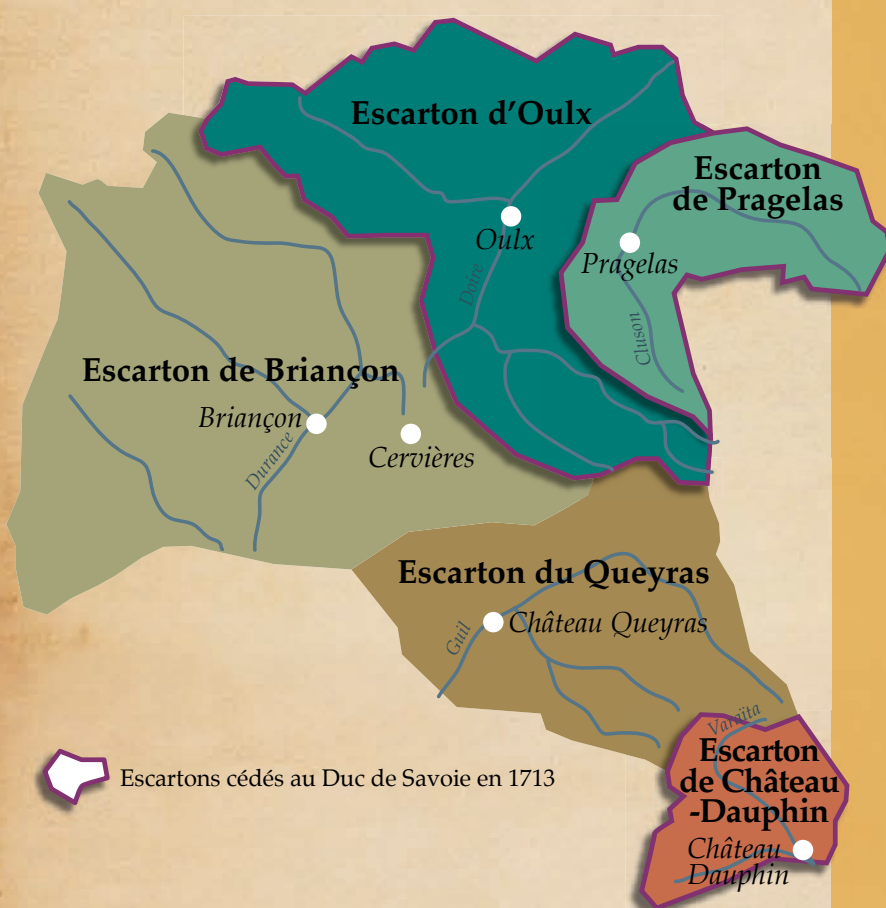 Escarton d'Oulx
Escarton
de Pragelas
Oulx
Pragelas
Doire
Cluson
Escarton de Briançon
Briançon
Durance
Cervières
Escarton du Queyras
Château Queyras
Guil
Varaïta
Escarton
de Château
-Dauphin
Château
Dauphin
Escartons cédés au Duc de Savoie en 1713